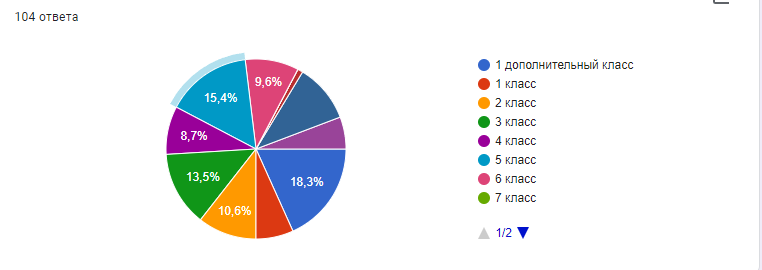 104 ответа
9,6%
15,4%
8,7%
13,5%
10,6%
18,3%
1 дополнительный класс
1 класс
2 класс
3 класс
4 класс
5 класс
6 класс
7 класс
1/2